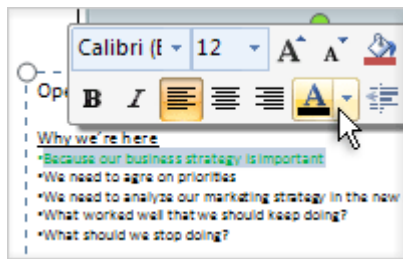 Calibri (E
12
A A
Ope
B I A
Why we're here
•Because our business strategy is important
•We need to agre on priorities
•We need to analyze our marketing strategy in the new
•What worked well that we should keep doing?
•What should we stop doing?